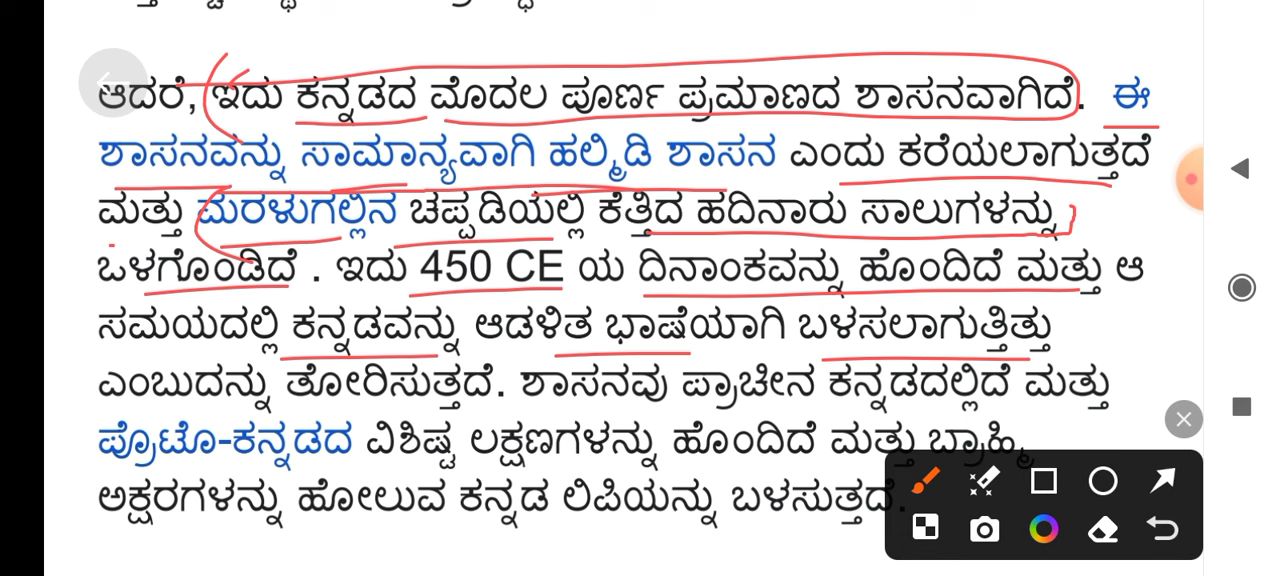 ಆದರೆ, ಇದು ಕನ್ನಡದ ಮೊದಲ ಪೂರ್ಣ ಪ್ರಮಾಣದ ಶಾಸನವಾಗಿದೆ. ಈ
ಶಾಸನವನ್ನು ಸಾಮಾನ್ಯವಾಗಿ ಹಲ್ಮಿಡಿ ಶಾಸನ ಎಂದು ಕರೆಯಲಾಗುತ್ತದೆ
ಮತ್ತು ಮರಳುಗಲ್ಲಿನ ಚಪ್ಪಡಿಯಲ್ಲಿ ಕೆತ್ತಿದ ಹದಿನಾರು ಸಾಲುಗಳನ್ನು
ಒಳಗೊಂಡಿದೆ . ಇದು 450 CE ಯ ದಿನಾಂಕವನ್ನು ಹೊಂದಿದೆ ಮತ್ತು ಆ
ಸಮಯದಲ್ಲಿ ಕನ್ನಡವನ್ನು ಆಡಳಿತ ಭಾಷೆಯಾಗಿ ಬಳಸಲಾಗುತ್ತಿತ್ತು
ಎಂಬುದನ್ನು ತೋರಿಸುತ್ತದೆ. ಶಾಸನವು ಪ್ರಾಚೀನ ಕನ್ನಡದಲ್ಲಿದೆ ಮತ್ತು
ಪ್ರೊಟೊ-ಕನ್ನಡದ ವಿಶಿಷ್ಟ ಲಕ್ಷಣಗಳನ್ನು ಹೊಂದಿದೆ ಮತ್ತು ಬ್ರಾಹ್ಮಿ
ಅಕ್ಷರಗಳನ್ನು ಹೋಲುವ ಕನ್ನಡ ಲಿಪಿಯನ್ನು ಬಳಸುತ್ತದೆ.